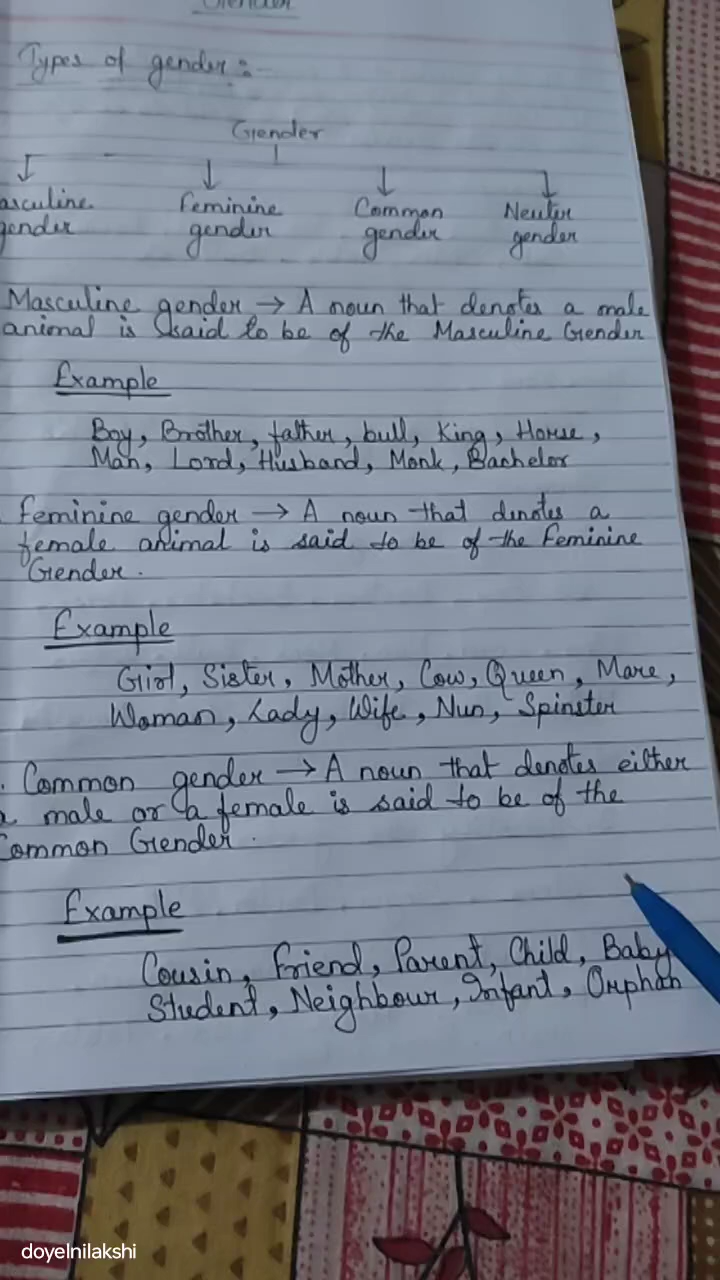 Gender
Types of gender:-
Gender
asculine gender
Feminine gender
Common gender
Neuter gender
Masculine gender → A noun that denotes a male
animal is said to be of the Masculine Gender
Example
Boy, Brother, father, bull, King, Horse,
Man, Lord, Husband, Monk, Bachelor
Feminine gender → A noun that denotes a
female animal is said to be of the Feminine
Gender.
Example
Girl, Sister, Mother, Cow, Queen, Mare,
Woman, Lady, Wife, Nun, Spinster
. Common gender → A noun that denotes either
a male or a female is said to be of the
Common Gender.
Example
Cousin, Friend, Parent, Child, Baby
Student, Neighbour, Infant, Orphan
doyelnilakshi